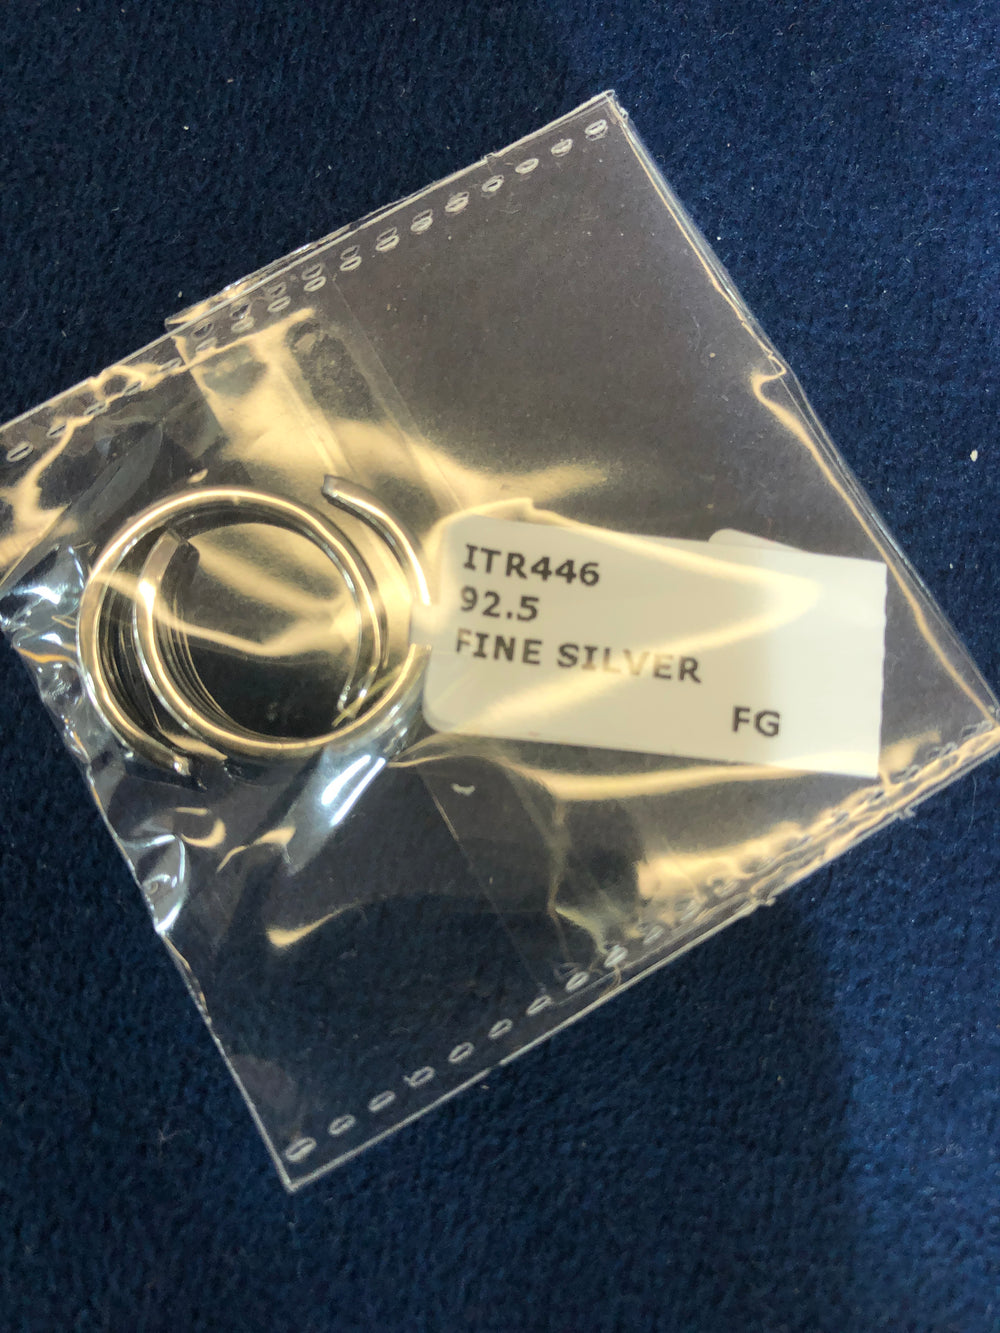 ITR446
92.5
FINE SILVER
FG